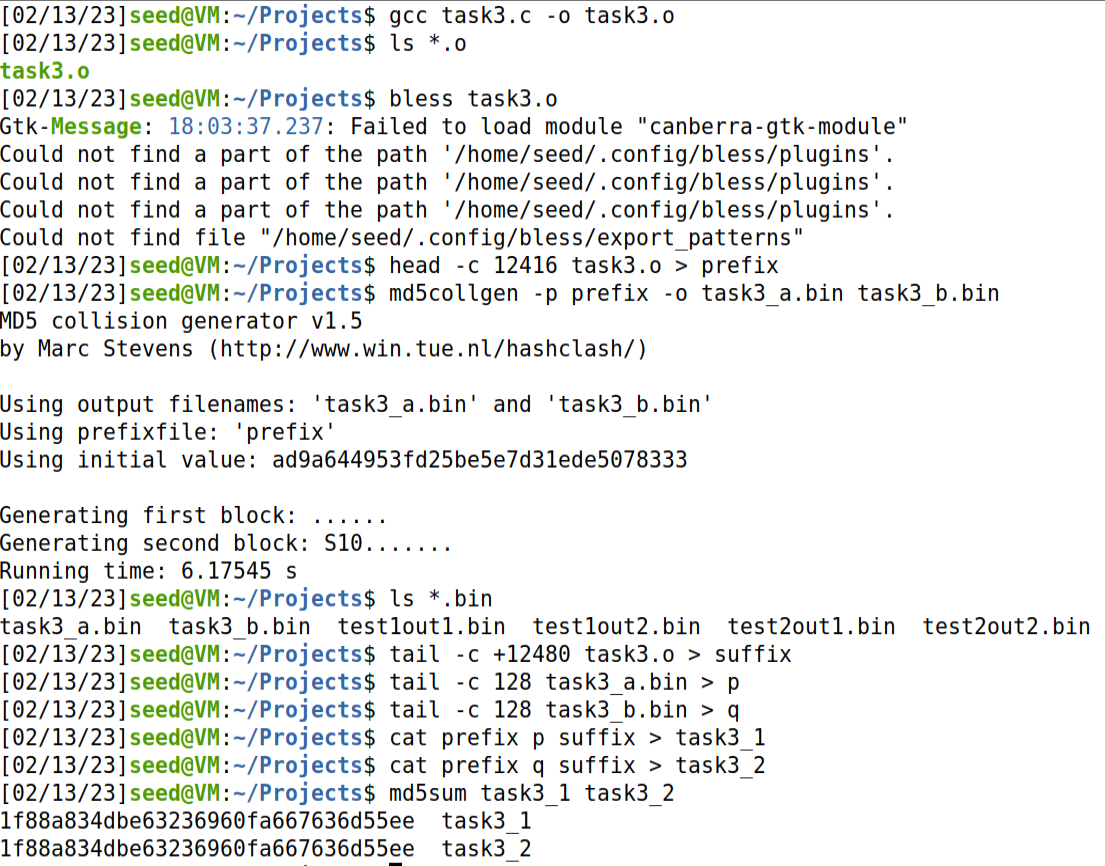 [02/13/23]seed@VM:~/Projects$ gcc task3.c -o task3.o
[02/13/23]seed@VM:~/Projects$ ls *.o
task3.o
[02/13/23]seed@VM:~/Projects$ bless task3.o
Gtk-Message: 18:03:37.237: Failed to load module "canberra-gtk-module"
Could not find a part of the path '/home/seed/.config/bless/plugins'.
Could not find a part of the path '/home/seed/.config/bless/plugins'.
Could not find a part of the path '/home/seed/.config/bless/plugins'.
Could not find file "/home/seed/.config/bless/export_patterns"
[02/13/23]seed@VM:~/Projects$ head -c 12416 task3.o > prefix
[02/13/23]seed@VM:~/Projects$ md5collgen -p prefix -o task3_a.bin task3_b.bin
MD5 collision generator v1.5
by Marc Stevens (http://www.win.tue.nl/hashclash/)

Using output filenames: 'task3_a.bin' and 'task3_b.bin'
Using prefixfile: 'prefix'
Using initial value: ad9a644953fd25be5e7d31ede5078333

Generating first block: ......
Generating second block: S10.......
Running time: 6.17545 s
[02/13/23]seed@VM:~/Projects$ ls *.bin
task3_a.bin  task3_b.bin  test1out1.bin  test1out2.bin  test2out1.bin  test2out2.bin
[02/13/23]seed@VM:~/Projects$ tail -c +12480 task3.o > suffix
[02/13/23]seed@VM:~/Projects$ tail -c 128 task3_a.bin > p
[02/13/23]seed@VM:~/Projects$ tail -c 128 task3_b.bin > q
[02/13/23]seed@VM:~/Projects$ cat prefix p suffix > task3_1
[02/13/23]seed@VM:~/Projects$ cat prefix q suffix > task3_2
[02/13/23]seed@VM:~/Projects$ md5sum task3_1 task3_2
1f88a834dbe63236960fa667636d55ee  task3_1
1f88a834dbe63236960fa667636d55ee  task3_2